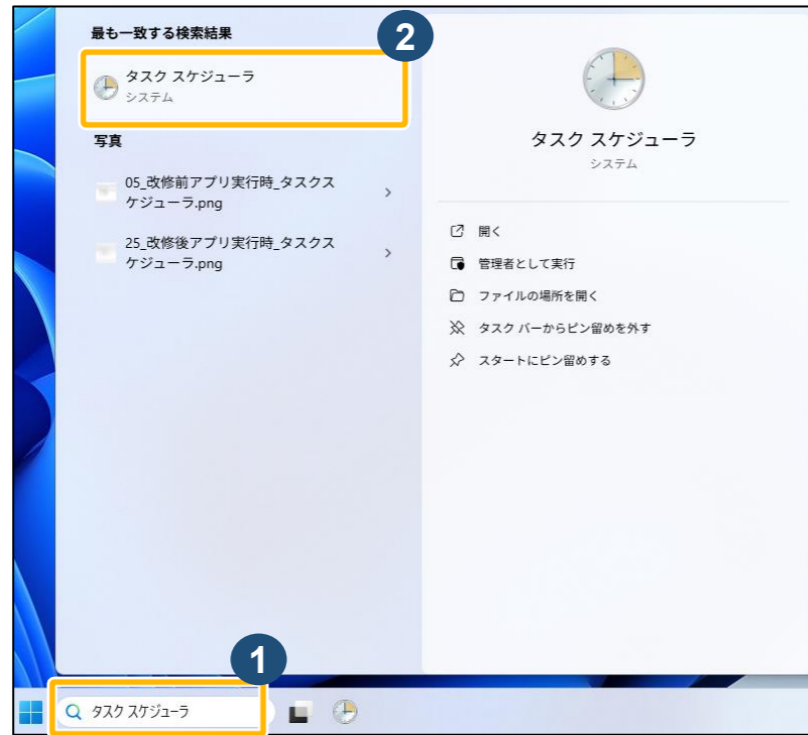 最も一致する検索結果
2
タスク スケジューラ
システム
写真
05_改修前アプリ実行時_タスクス
ケジューラ.png
25_改修後アプリ実行時_タスクス
ケジューラ.png
タスク スケジューラ
システム
開く
管理者として実行
ファイルの場所を開く
タスク バーからピン留めを外す
スタートにピン留めする
1
タスク スケジューラ